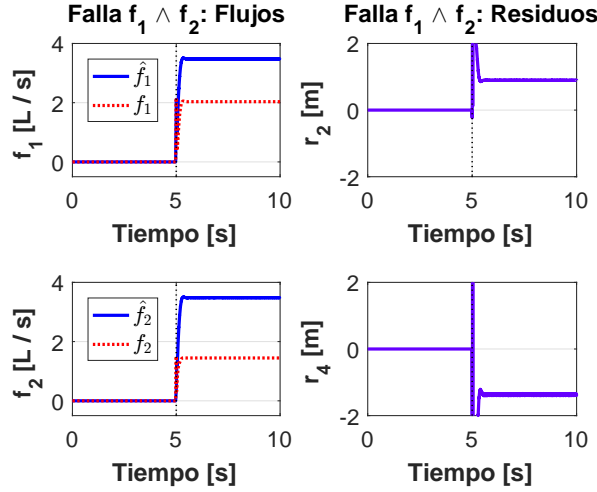 Falla f₁ ∧ f₂: Flujos
f₁ [L / s]
4
2
0
f̂₁
f₁
0 5 10
Tiempo [s]
Falla f₁ ∧ f₂: Residuos
r₂ [m]
2
0
-2
0 5 10
Tiempo [s]
f₂ [L / s]
4
2
0
f̂₂
f₂
0 5 10
Tiempo [s]
r₄ [m]
2
0
-2
0 5 10
Tiempo [s]